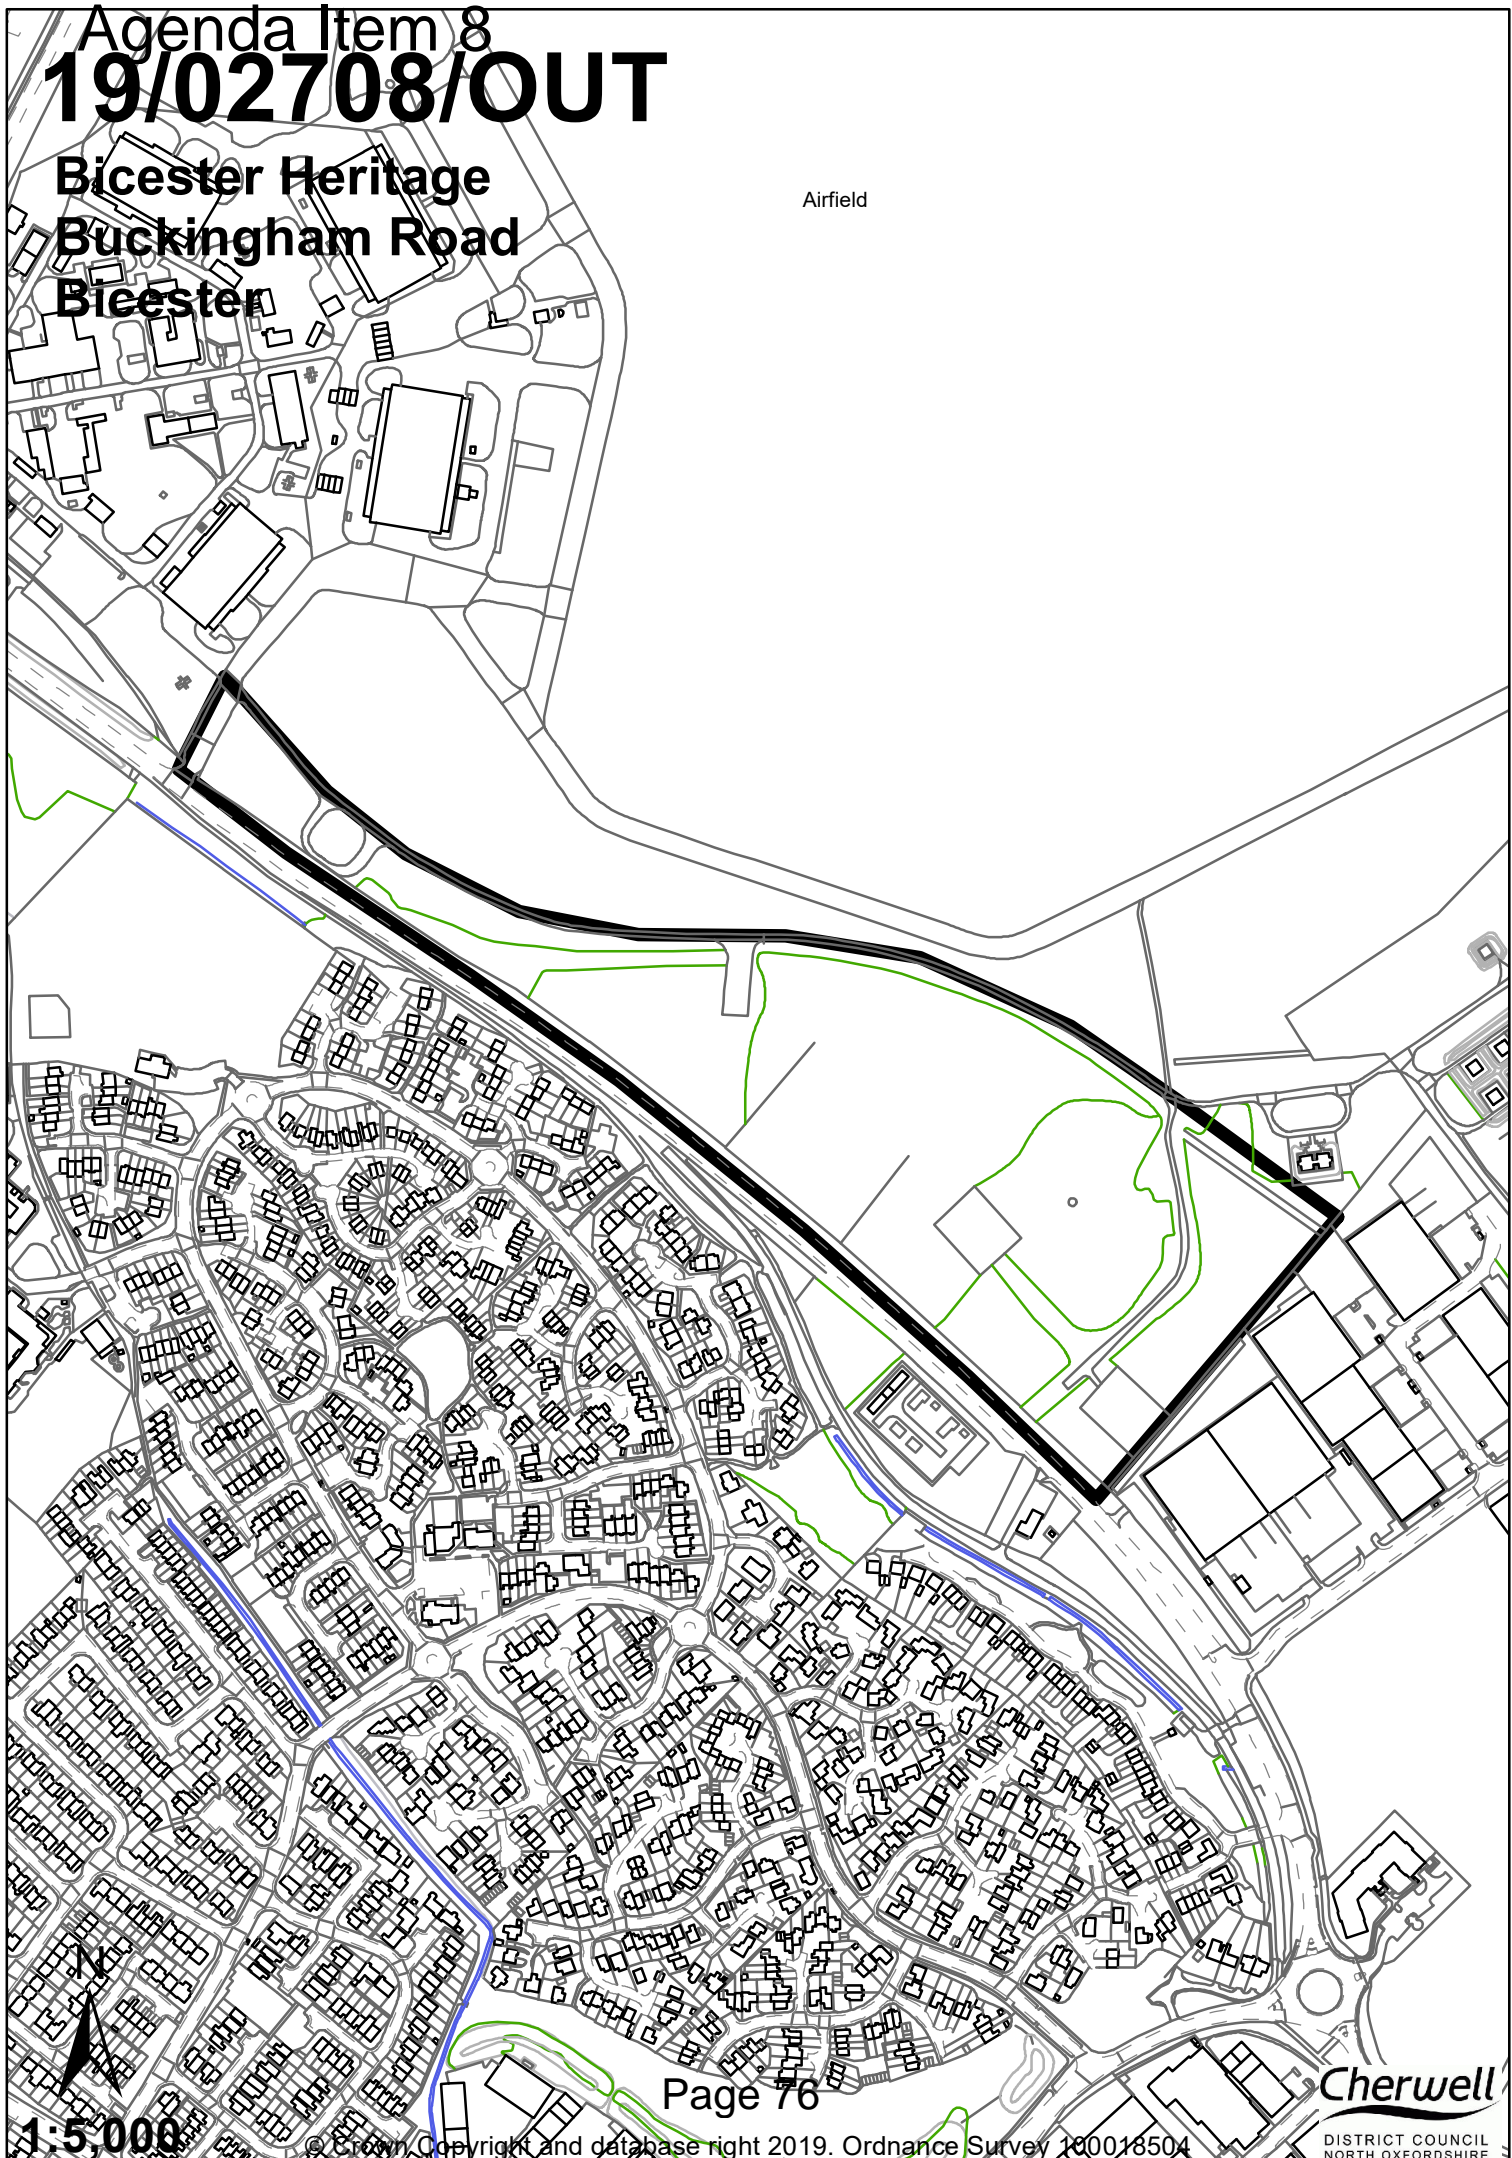 Agenda Item 8
19/02708/OUT
Bicester Heritage
Buckingham Road
Bicester
Airfield
N
1:5,000
Page 76
© Crown Copyright and database right 2019. Ordnance Survey 100018504
Cherwell
DISTRICT COUNCIL
NORTH OXFORDSHIRE